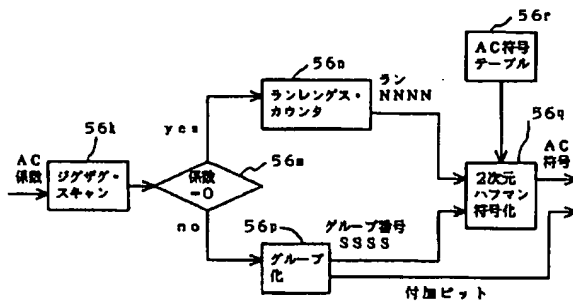 56r
AC符号
テーブル
56n
ランレングス・
カウンタ
ラン
NNNN
56q
2次元
ハフマン
符号化
AC
符号
yes
56k
AC
係数
ジグザグ・
スキャン
56m
係数
=0
no
56p
グループ
化
グループ番号
SSSS
付加ビット